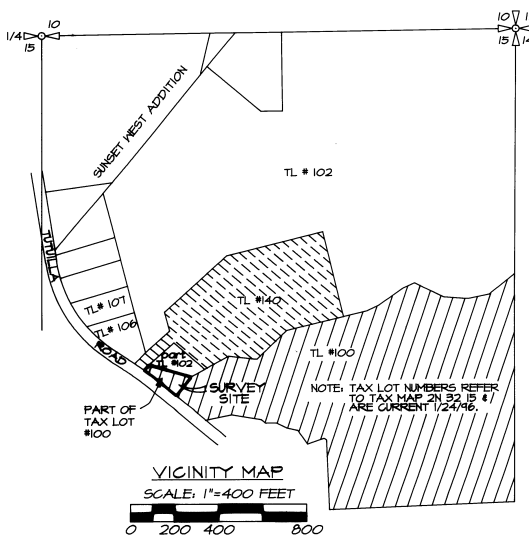 10
10 1
1/4
15
15 14
SUNSET WEST ADDITION
TL # 102
TUTUILLA
ROAD
TL# 107
TL# 106
TL #140
part
TL #102
TL #100
SURVEY
SITE
PART OF
TAX LOT
#100
NOTE: TAX LOT NUMBERS REFER
TO TAX MAP 2N 32 15 &
ARE CURRENT 1/24/96.
VICINITY MAP
SCALE: 1"=400 FEET
0 200 400 800